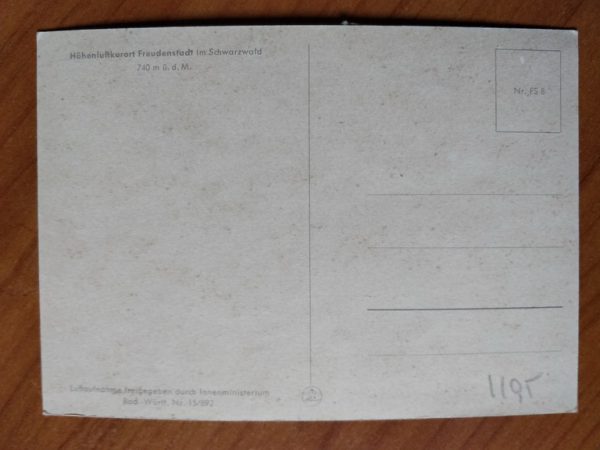 Höhenluftkurort Freudenstadt im Schwarzwald
740 m ü. d. M.
Nr. FS 8
Luftaufnahme freigegeben durch Innenministerium
Bad. Württ. Nr. 15/892
1195